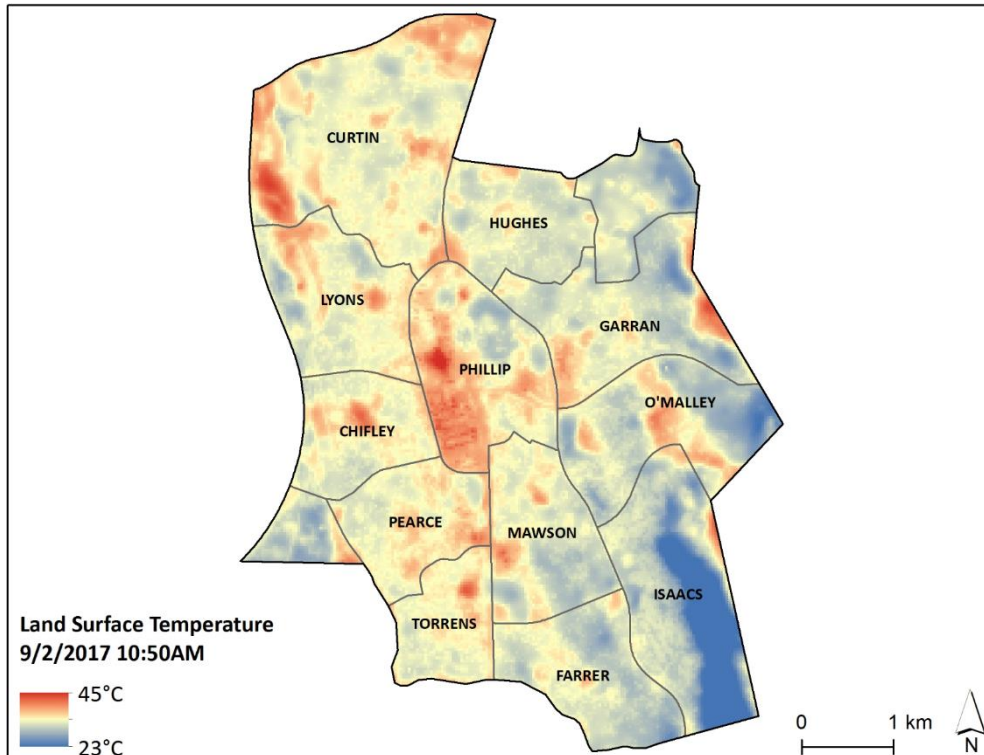 CURTIN
HUGHES
LYONS
GARRAN
PHILLIP
O'MALLEY
CHIFLEY
PEARCE
MAWSON
ISAACS
TORRENS
FARRER
Land Surface Temperature
9/2/2017 10:50AM
45°C
23°C
0 1 km
N